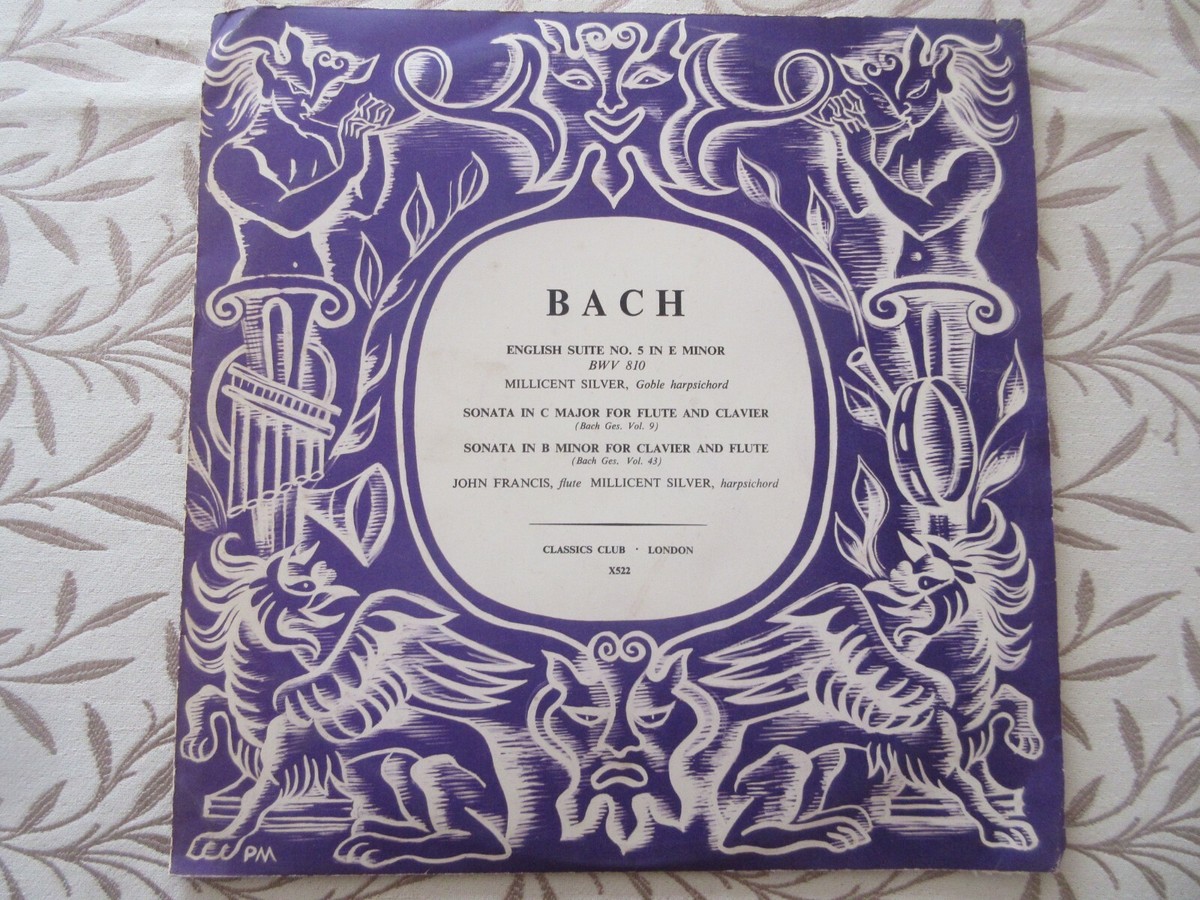 BACH
ENGLISH SUITE NO. 5 IN E MINOR
BWV 810
MILLICENT SILVER, Goble harpsichord
SONATA IN C MAJOR FOR FLUTE AND CLAVIER
(Bach Ges. Vol. 9)
SONATA IN B MINOR FOR CLAVIER AND FLUTE
(Bach Ges. Vol. 43)
JOHN FRANCIS, flute MILLICENT SILVER, harpsichord
CLASSICS CLUB · LONDON
X522
PM